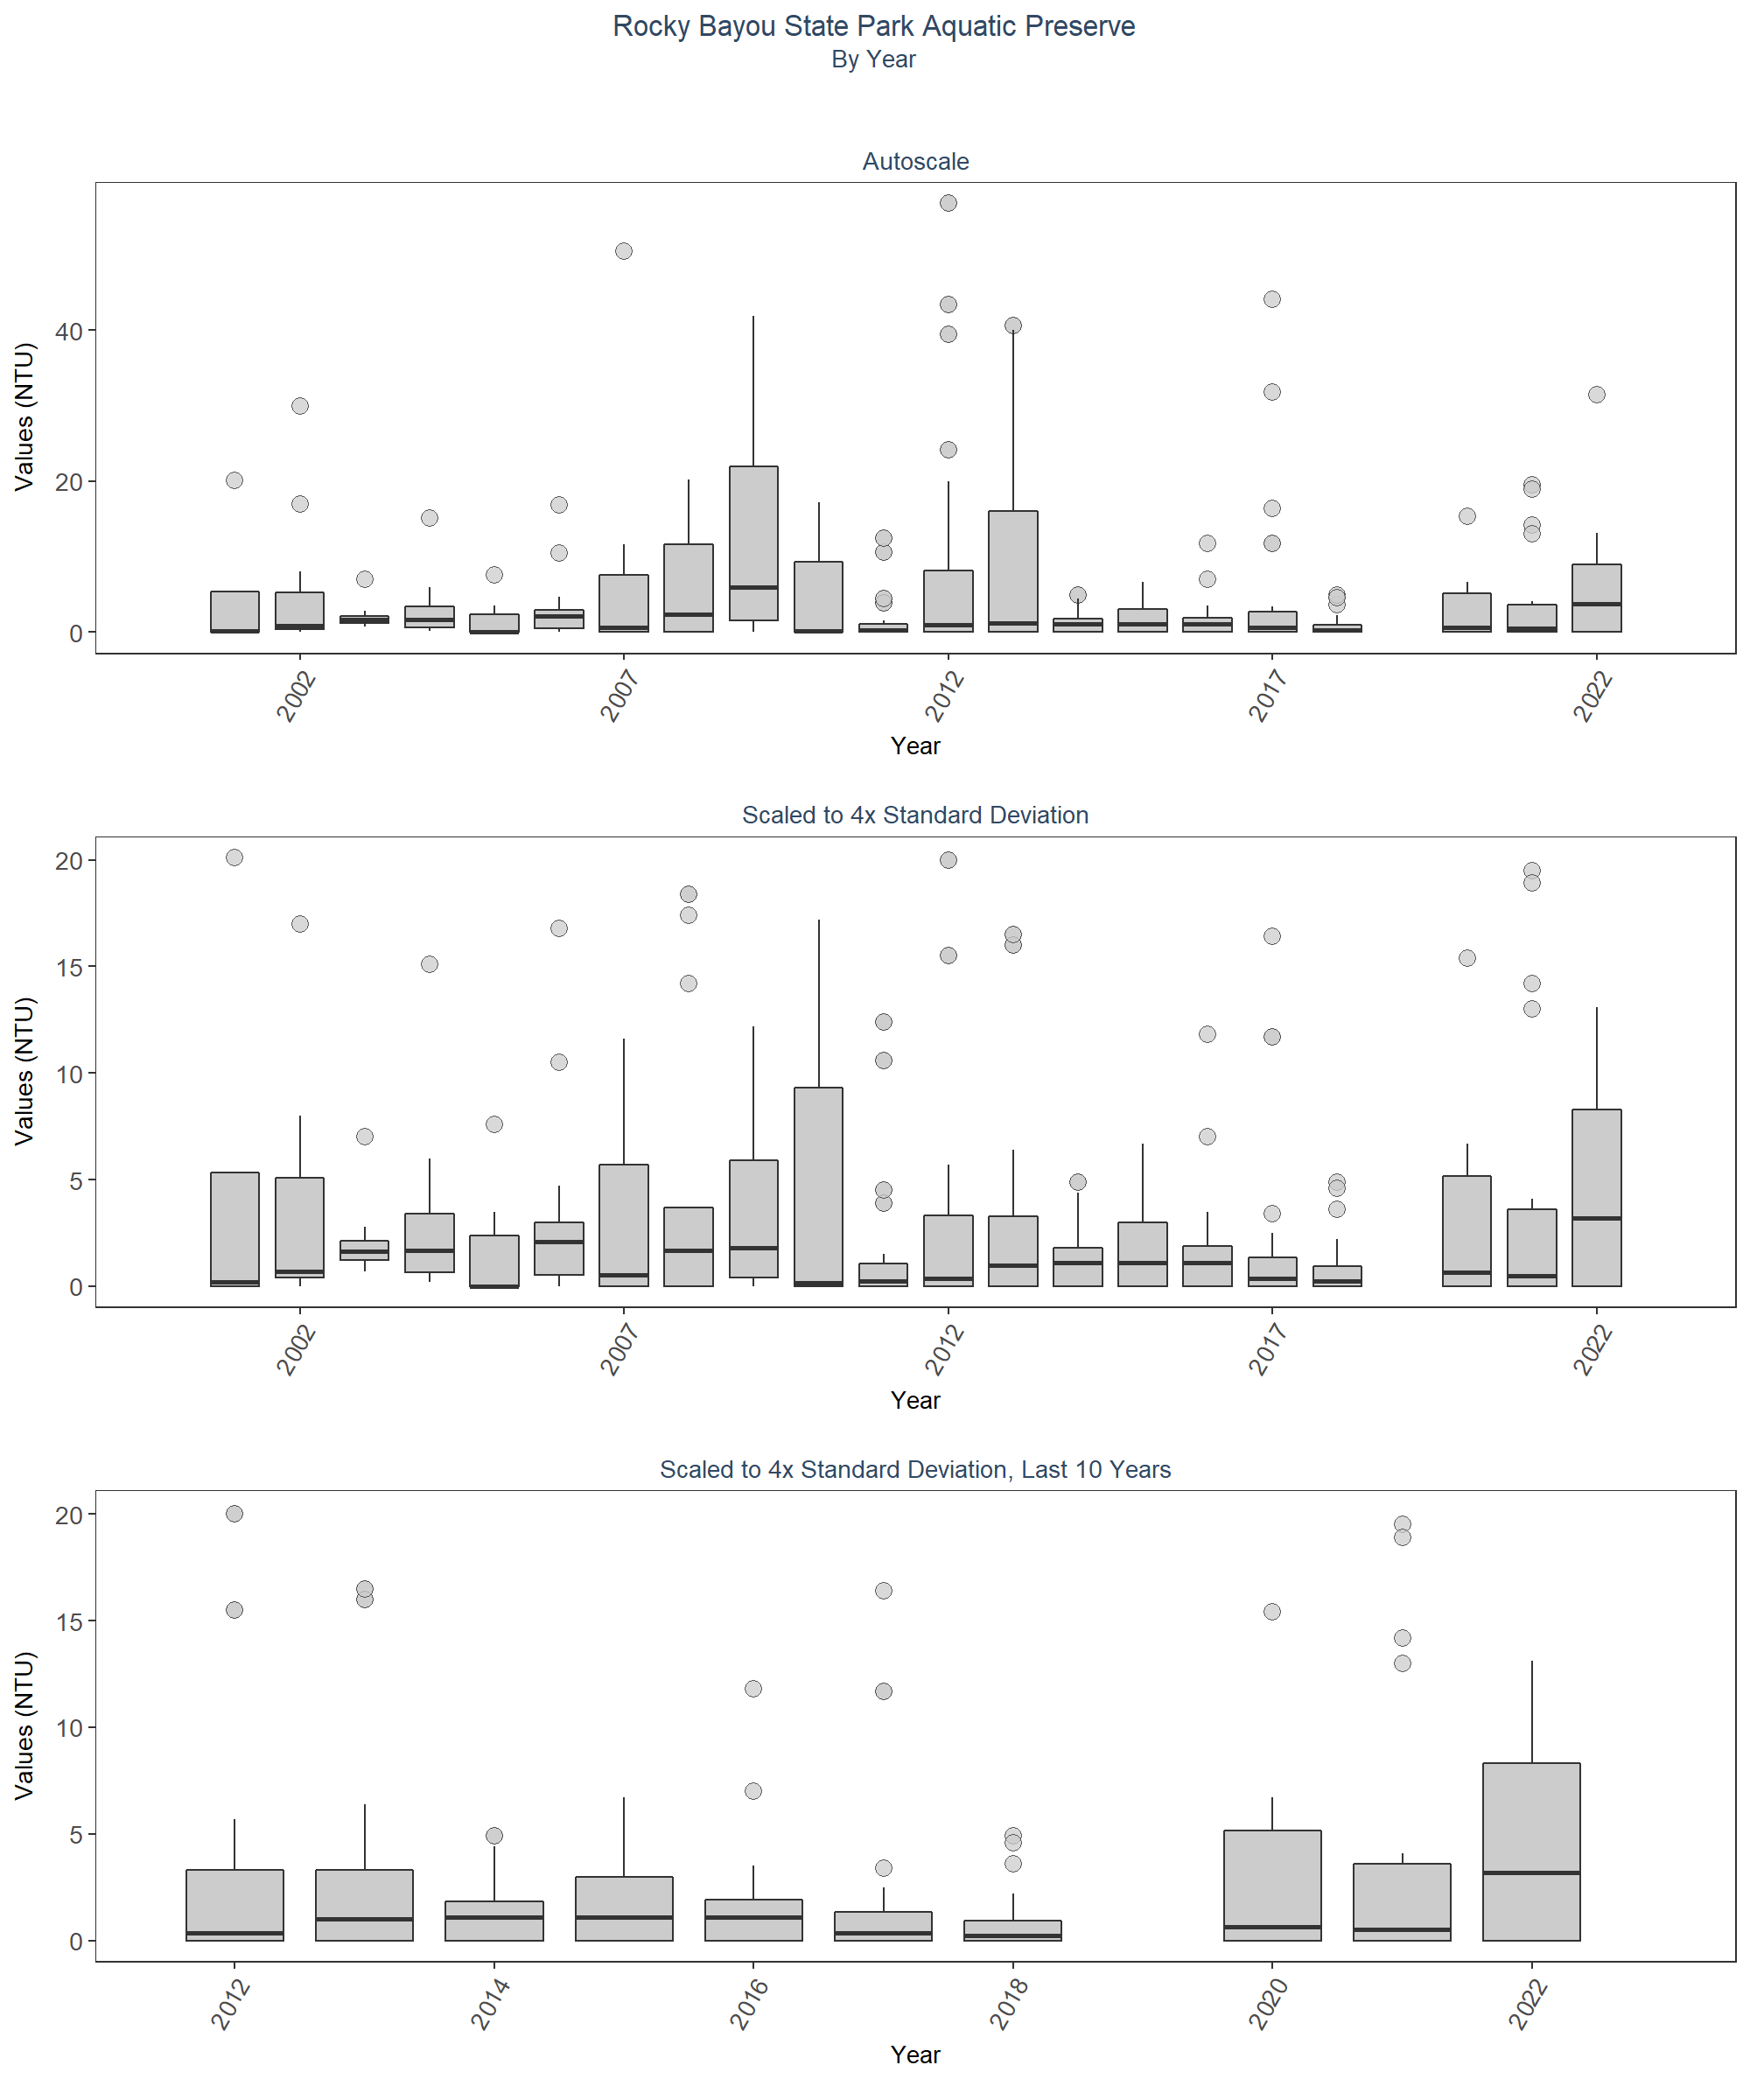 Rocky Bayou State Park Aquatic Preserve
By Year
Autoscale
Values (NTU)
40
20
0
2002
2007
2012
2017
2022
Year
Scaled to 4x Standard Deviation
Values (NTU)
20
15
10
5
0
2002
2007
2012
2017
2022
Year
Scaled to 4x Standard Deviation, Last 10 Years
Values (NTU)
20
15
10
5
0
2012
2014
2016
2018
2020
2022
Year